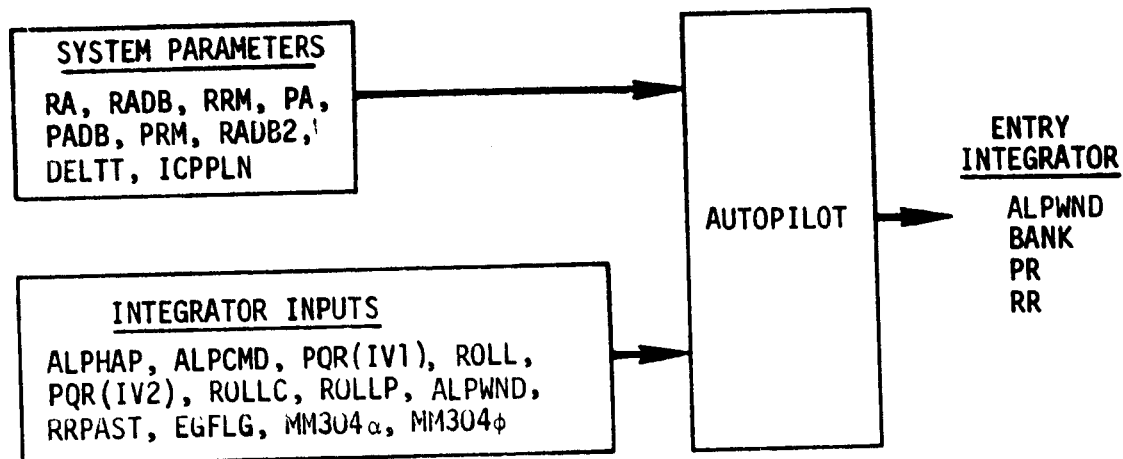 SYSTEM PARAMETERS
RA, RADB, RRM, PA,
PADB, PRM, RADB2,
DELTT, ICPPLN
INTEGRATOR INPUTS
ALPHAP, ALPCMD, PQR(IV1), ROLL,
PQR(IV2), ROLLC, ROLLP, ALPWND,
RRPAST, EGFLG, MM304α, MM304ϕ
AUTOPILOT
ENTRY
INTEGRATOR
ALPWND
BANK
PR
RR